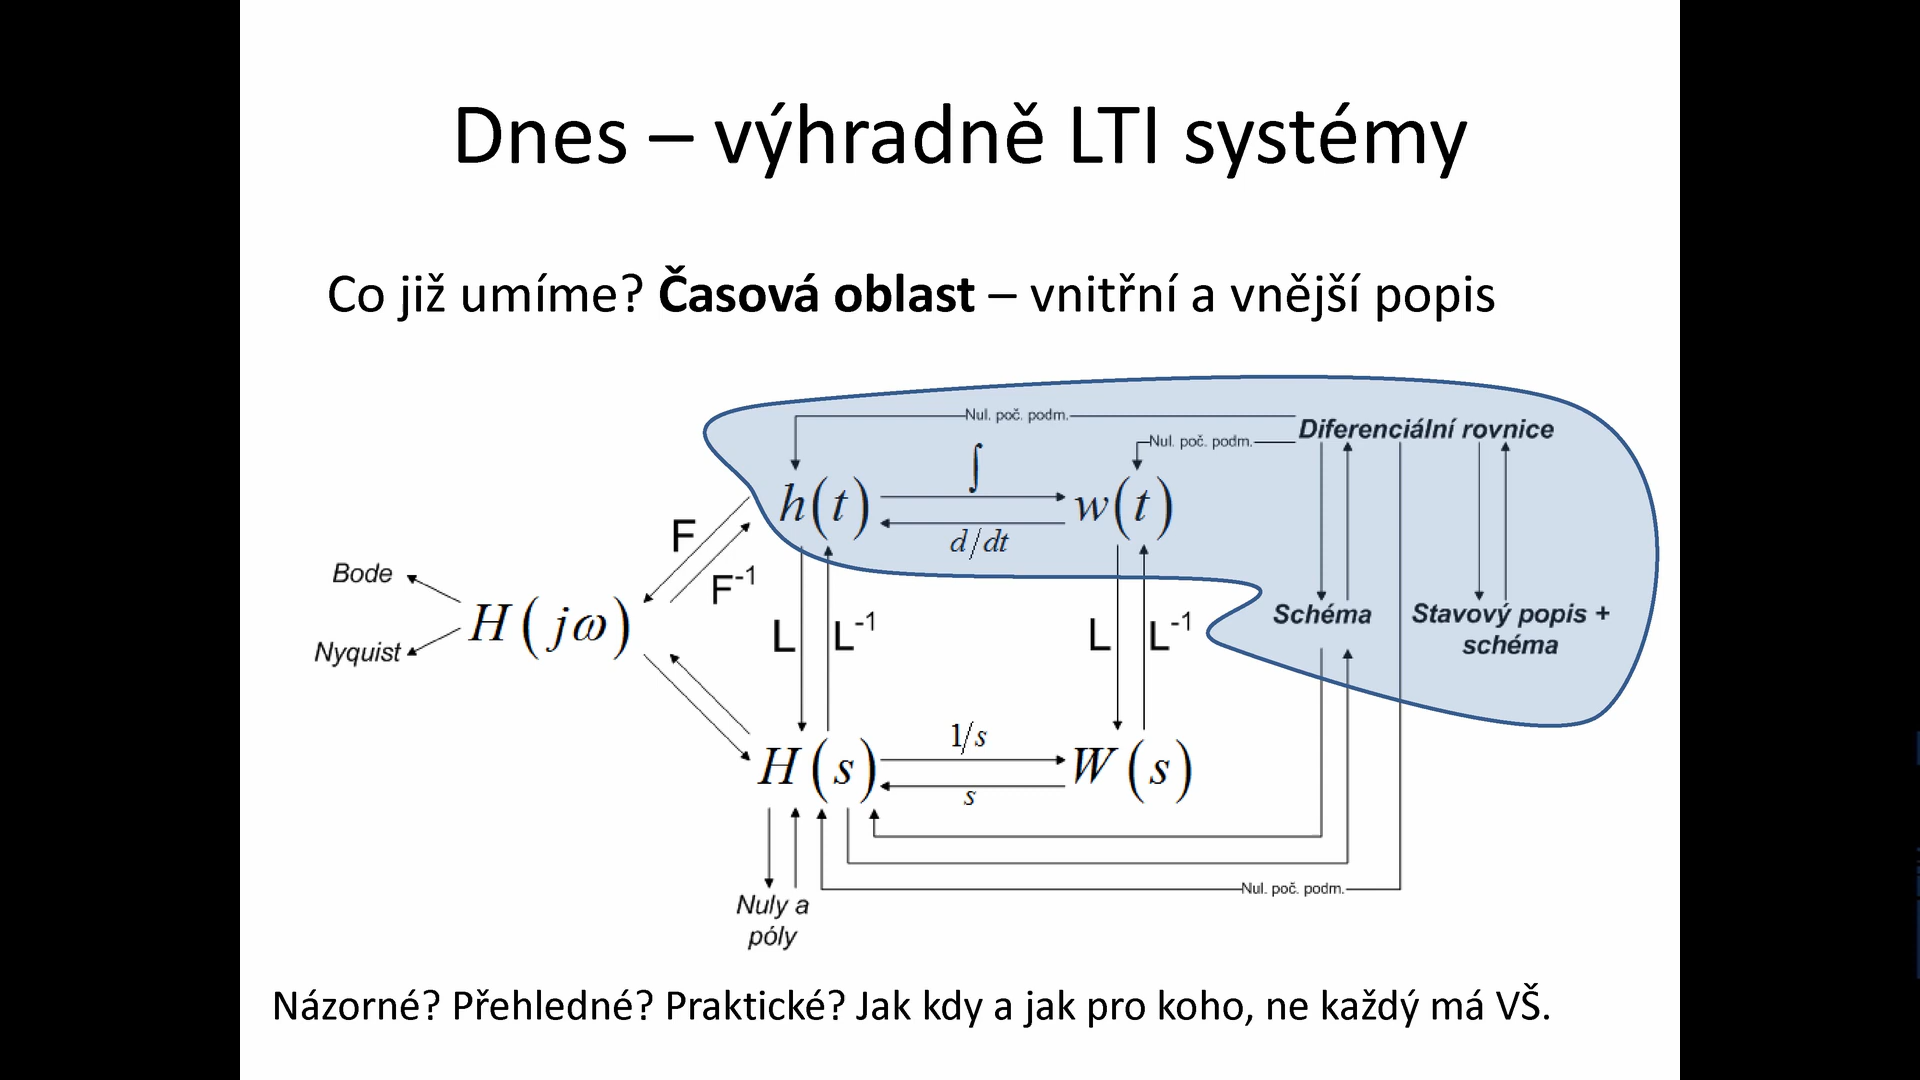 Dnes – výhradně LTI systémy
Co již umíme? Časová oblast – vnitřní a vnější popis
Nul. poč. podm.
Diferenciální rovnice
Nul. poč. podm.
∫
h(t)
w(t)
d/dt
F
F-1
Bode
H(jω)
Nyquist
L
L-1
L
L-1
Schéma
Stavový popis +
schéma
1/s
H(s)
W(s)
s
Nul. poč. podm.
Nuly a
póly
Názorné? Přehledné? Praktické? Jak kdy a jak pro koho, ne každý má VŠ.